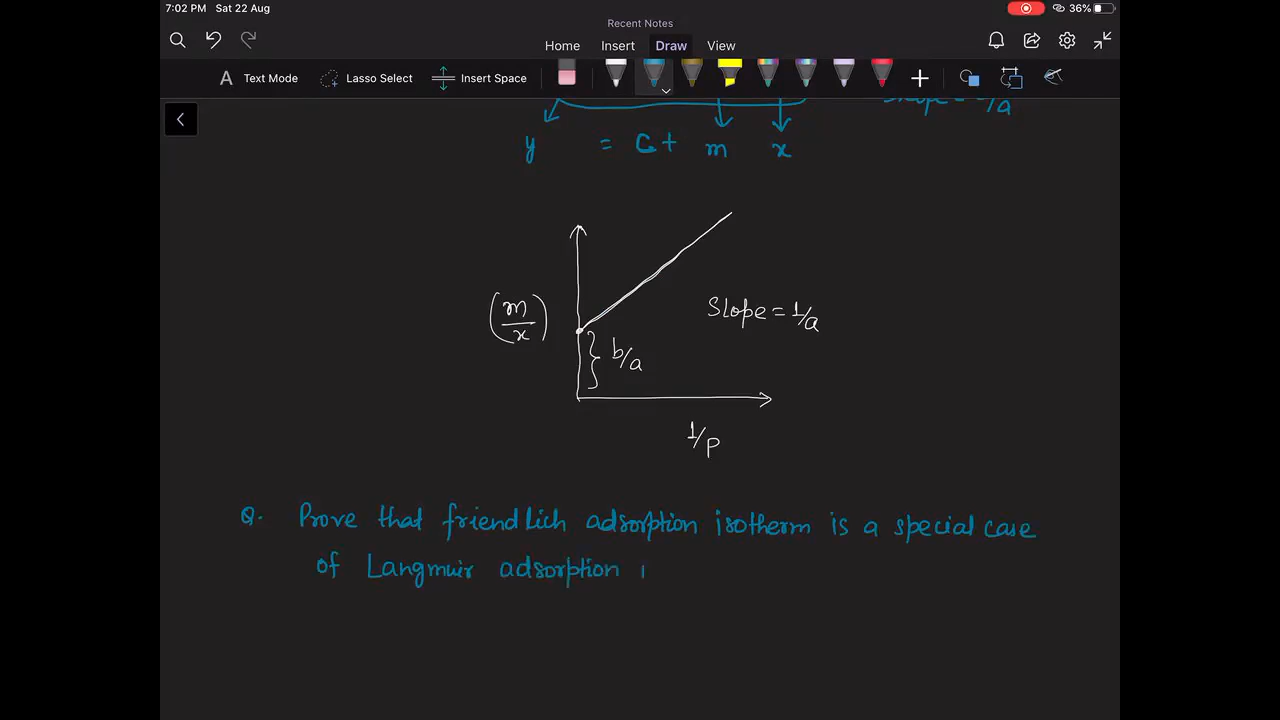 7:02 PM Sat 22 Aug
36%
Recent Notes
Home Insert Draw View
A Text Mode Lasso Select Insert Space
y = C + m x
(m/x)
Slope = 1/a
b/a
1/p
Q. Prove that friendlich adsorption isotherm is a special case
of Langmuir adsorption